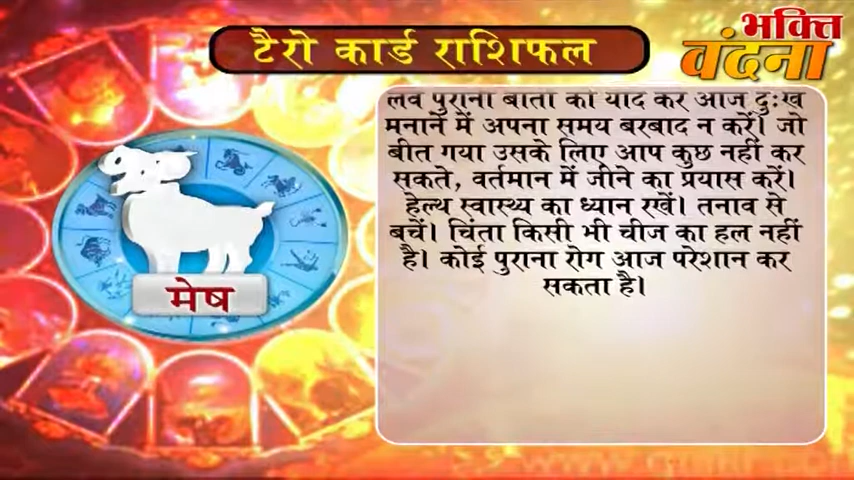 टैरो कार्ड राशिफल
भक्ति
वंदना
लव पुरानी बातों को याद कर आज दुःख
मनाने में अपना समय बरबाद न करें। जो
बीत गया उसके लिए आप कुछ नहीं कर
सकते, वर्तमान में जीने का प्रयास करें।
हेल्थ स्वास्थ्य का ध्यान रखें। तनाव से
बचें। चिंता किसी भी चीज का हल नहीं
है। कोई पुराना रोग आज परेशान कर
सकता है।
मेष